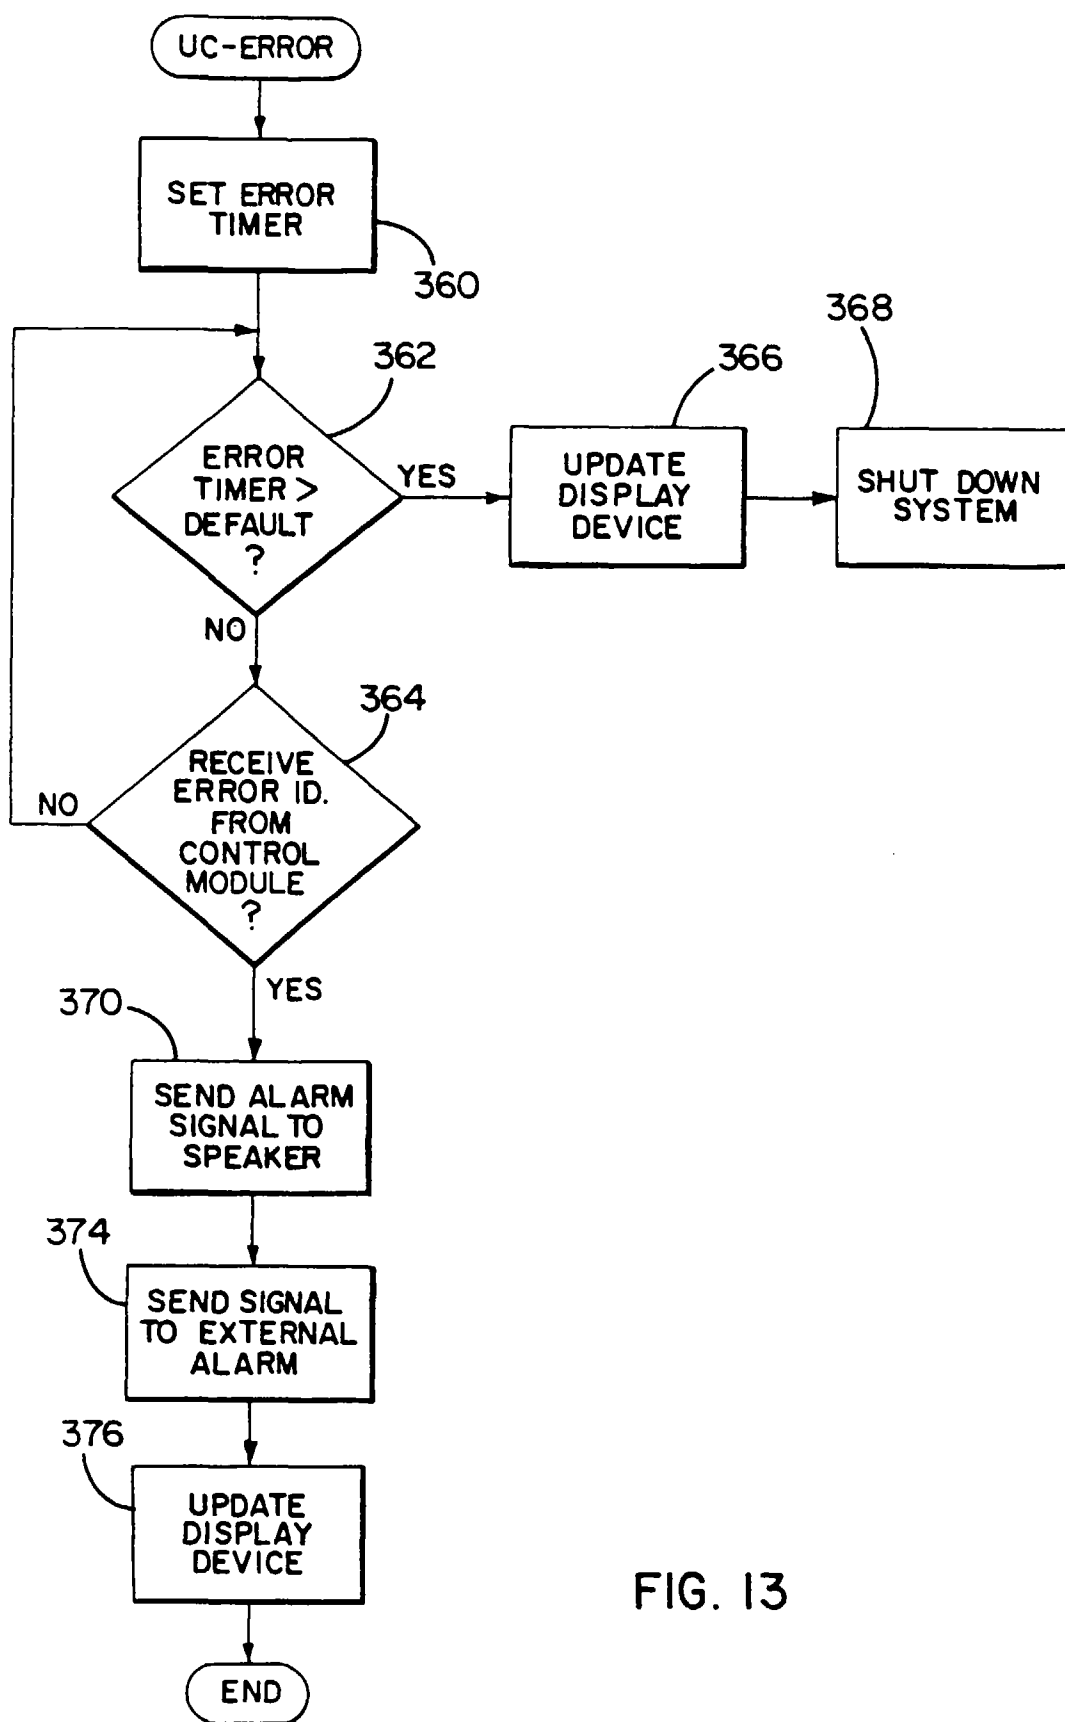 UC-ERROR
SET ERROR
TIMER
360
362
ERROR
TIMER >
DEFAULT
?
YES
366
UPDATE
DISPLAY
DEVICE
368
SHUT DOWN
SYSTEM
NO
364
RECEIVE
ERROR ID.
FROM
CONTROL
MODULE
?
NO
YES
370
SEND ALARM
SIGNAL TO
SPEAKER
374
SEND SIGNAL
TO EXTERNAL
ALARM
376
UPDATE
DISPLAY
DEVICE
END
FIG. 13